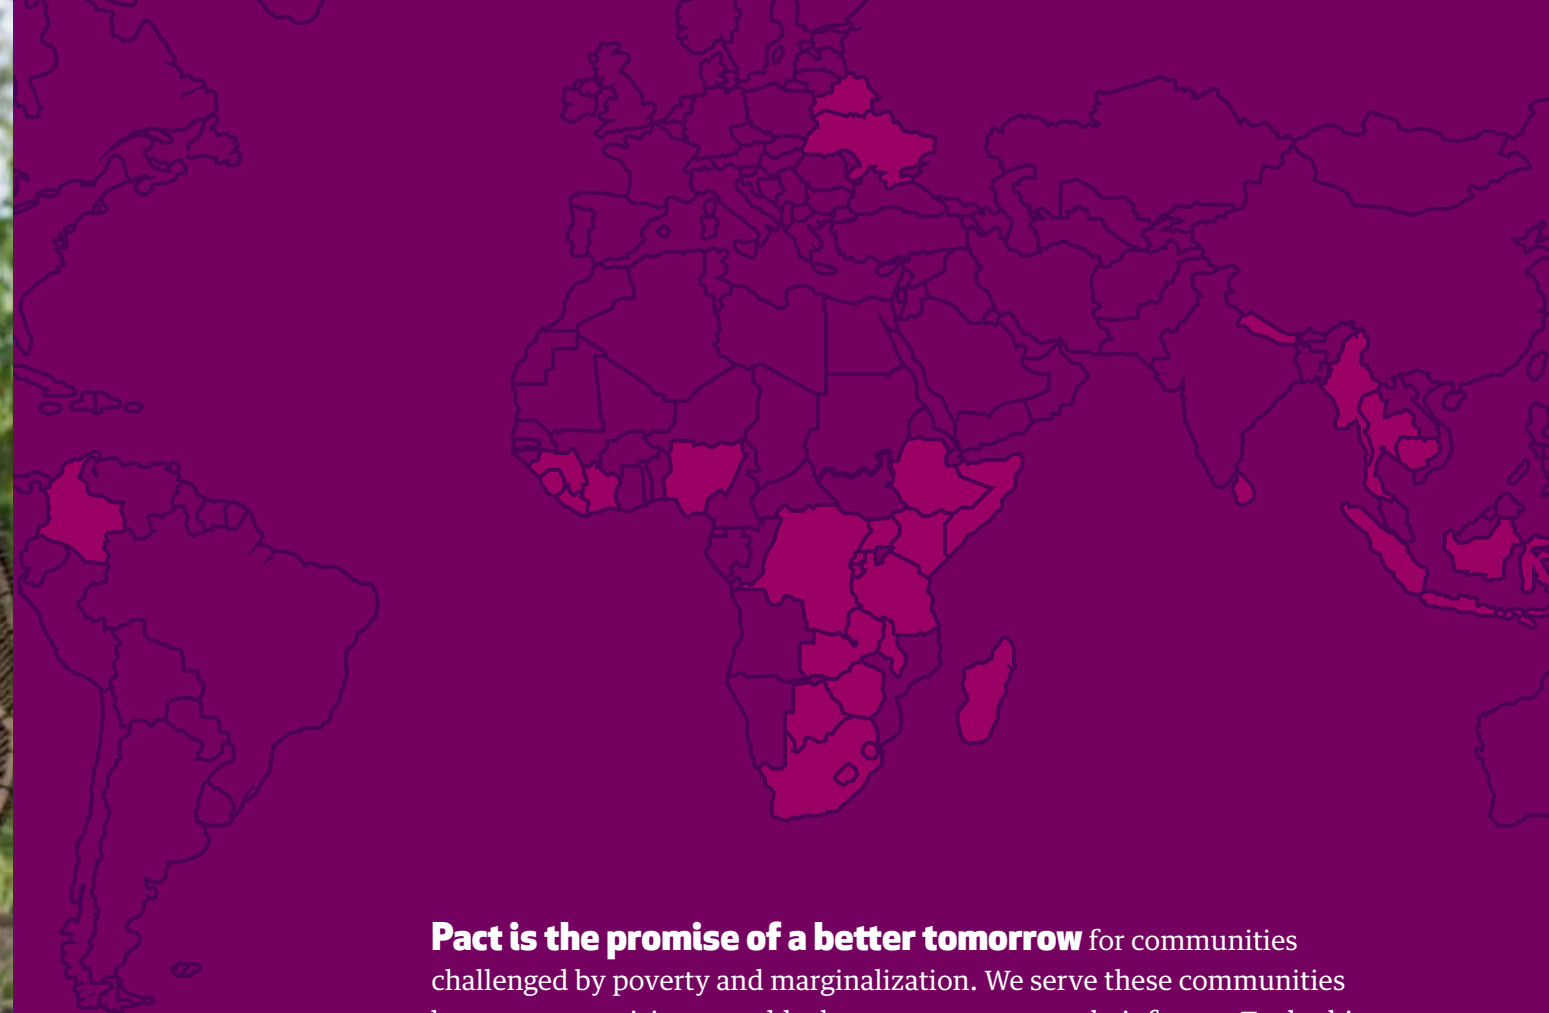 Pact is the promise of a better tomorrow for communities
challenged by poverty and marginalization. We serve these communities